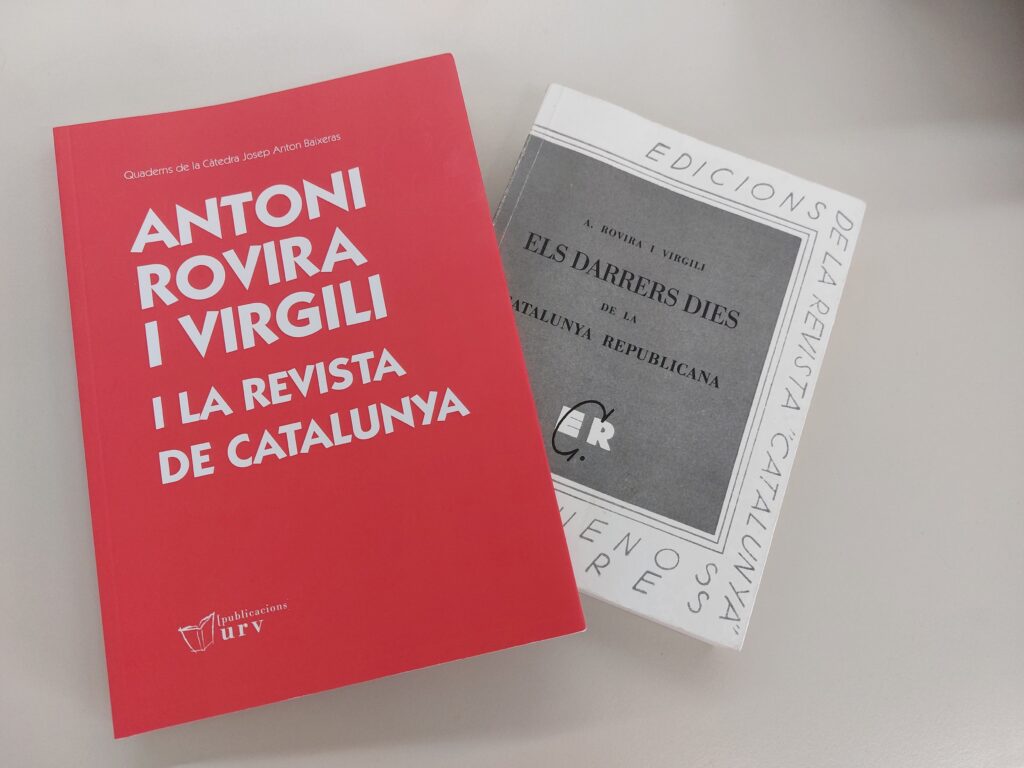 Quaderns de la Càtedra Josep Anton Baixeras
ANTONI
ROVIRA
I VIRGILI
I LA REVISTA
DE CATALUNYA
[publicacions
urv
EDICIONS
DE LA REVISTA "CATALUNYA"
A. ROVIRA I VIRGILI
ELS DARRERS DIES
DE LA
CATALUNYA REPUBLICANA